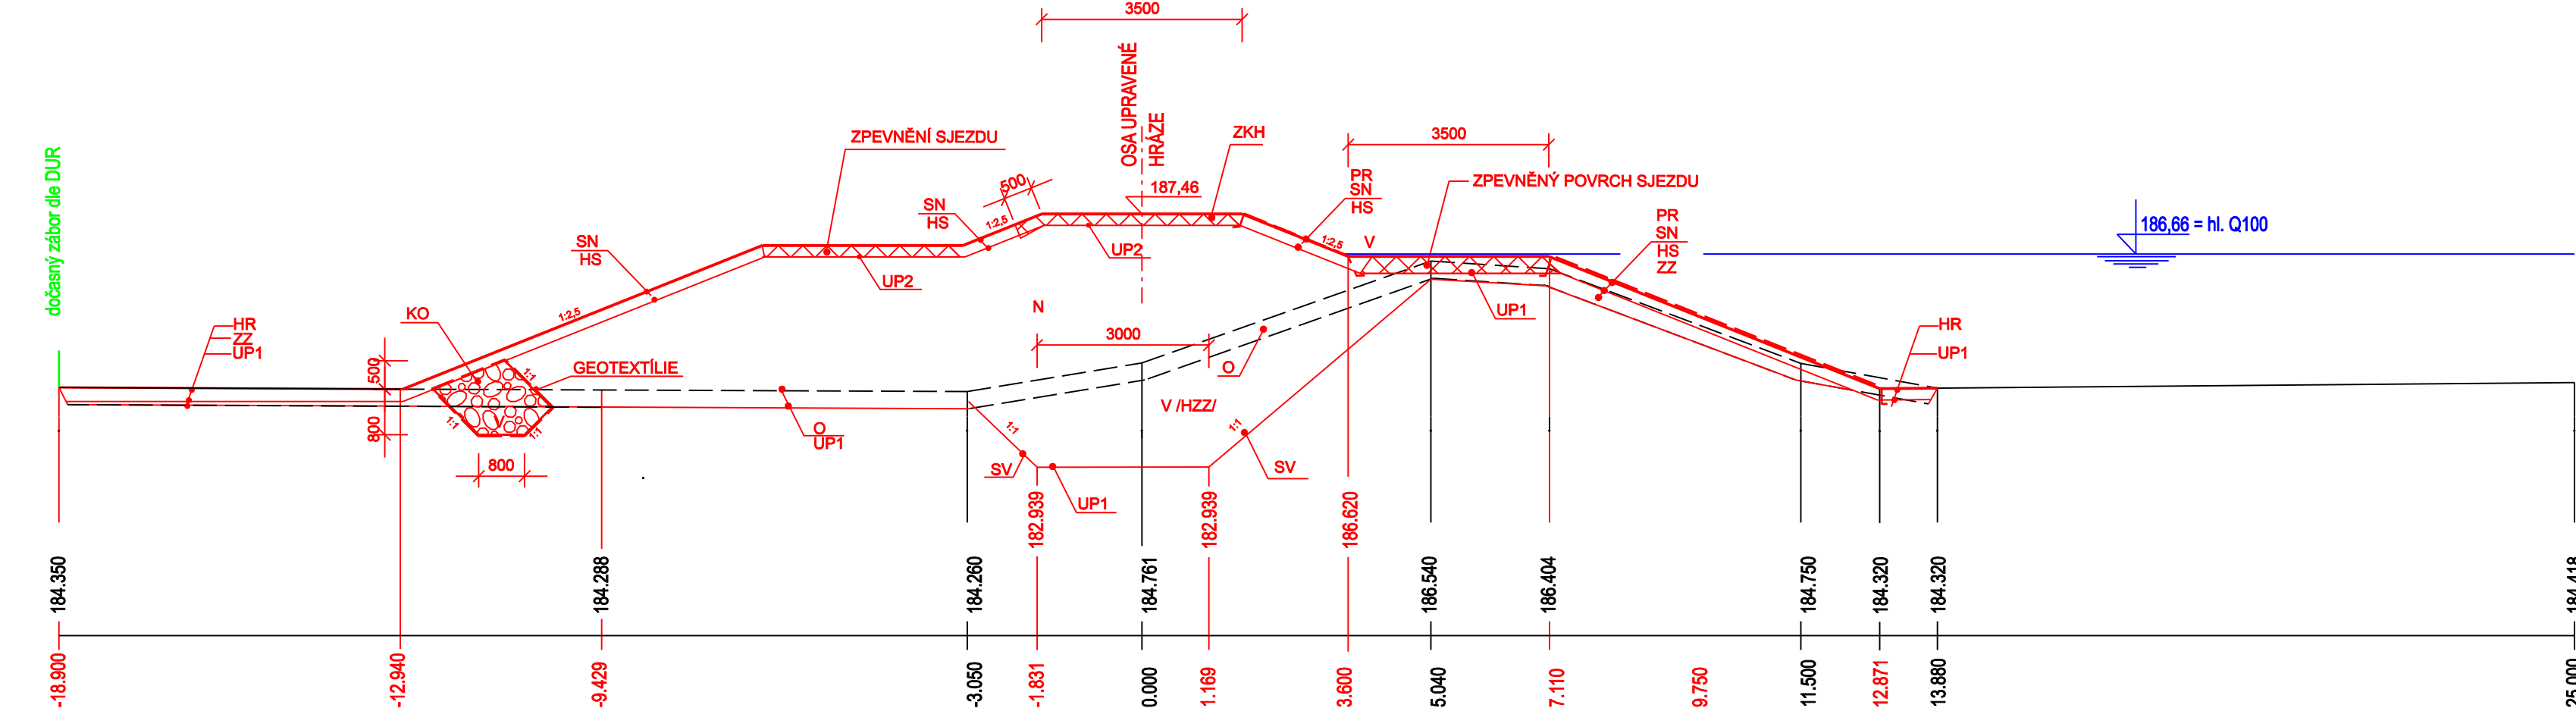 3500
OSA UPRAVENÉ
HRÁZE
ZPEVNĚNÍ SJEZDU
ZKH
3500
dočasný zábor dle DUR
500
187,46
PR
SN
HS
ZPEVNĚNÝ POVRCH SJEZDU
SN
HS
1:2,5
PR
SN
HS
ZZ
186,66 = hl. Q100
SN
HS
UP2
1:2,5
V
UP2
KO
1:2,5
N
UP1
HR
ZZ
UP1
3000
HR
UP1
500
GEOTEXTÍLIE
1:1
O
V /HZZ/
800
1:1
V
1:1
O
UP1
1:1
1:1
800
SV
SV
UP1
184.350
184.288
184.260
182.939
184.761
182.939
186.620
186.540
186.404
184.750
184.320
184.320
184.418
-18.900
-12.940
-9.429
-3.050
-1.831
0.000
1.169
3.600
5.040
7.110
9.750
11.500
12.871
13.880
25.000